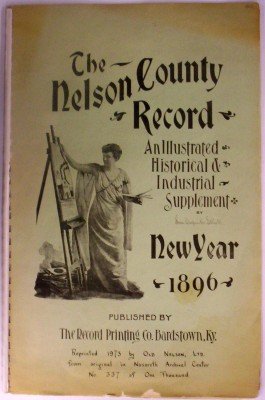 The
Nelson County
Record
An Illustrated
Historical &
Industrial
Supplement
BY
New Year
1896
PUBLISHED BY
The Record Printing Co. Bardstown, Ky.
Reprinted 1973 by Old Nelson, Ltd.
from original in Nazareth Archival Center
No. 337 of One Thousand